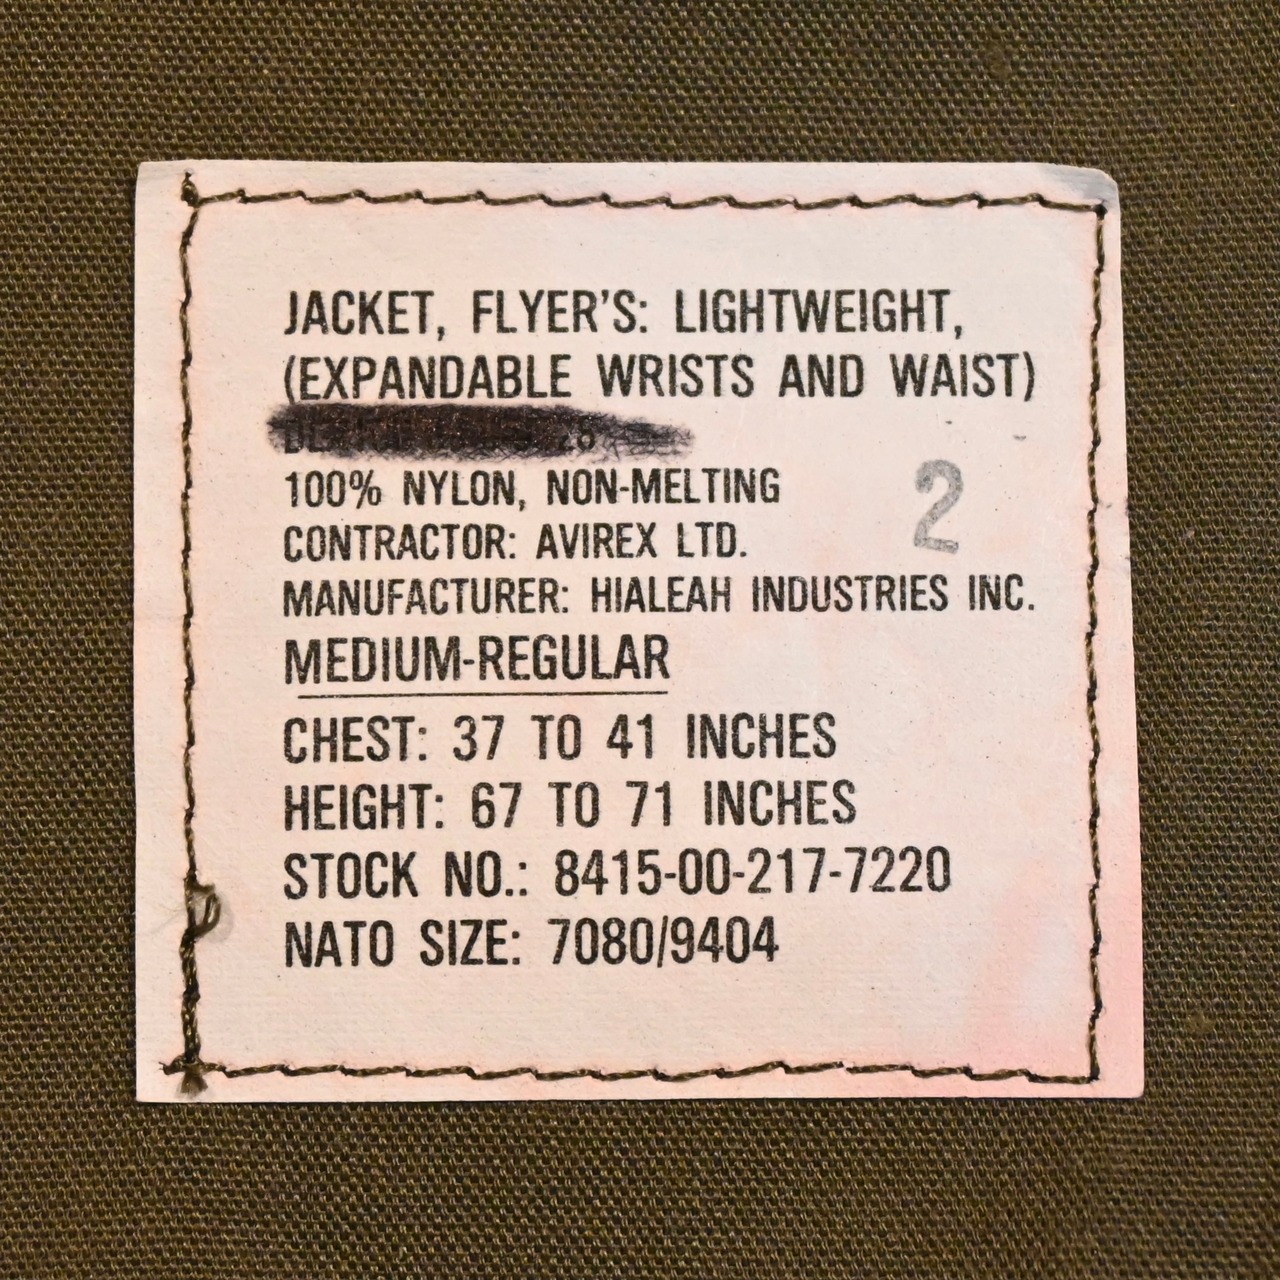 JACKET, FLYER'S: LIGHTWEIGHT,
(EXPANDABLE WRISTS AND WAIST)
100% NYLON, NON-MELTING
2
CONTRACTOR: AVIREX LTD.
MANUFACTURER: HIALEAH INDUSTRIES INC.
MEDIUM-REGULAR
CHEST: 37 TO 41 INCHES
HEIGHT: 67 TO 71 INCHES
STOCK NO.: 8415-00-217-7220
NATO SIZE: 7080/9404